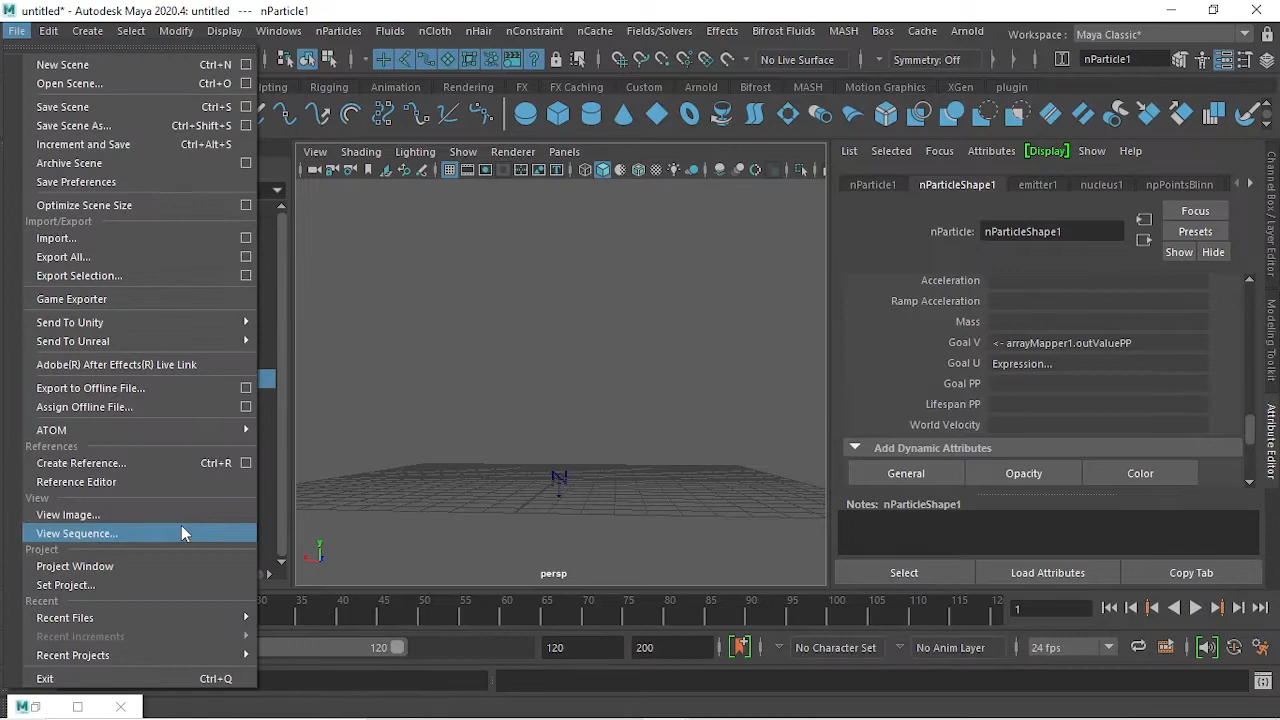 untitled* - Autodesk Maya 2020.4: untitled --- nParticle1
File Edit Create Select Modify Display Windows nParticles Fluids nCloth nHair nConstraint nCache Fields/Solvers Effects Bifrost Fluids MASH Boss Cache Arnold Workspace : Maya Classic*
No Live Surface Symmetry: Off nParticle1
lpting Rigging Animation Rendering FX FX Caching Custom Arnold Bifrost MASH Motion Graphics XGen plugin
New Scene Ctrl+N
Open Scene... Ctrl+O
Save Scene Ctrl+S
Save Scene As... Ctrl+Shift+S
Increment and Save Ctrl+Alt+S
Archive Scene
Save Preferences
Optimize Scene Size
Import/Export
Import...
Export All...
Export Selection...
Game Exporter
Send To Unity
Send To Unreal
Adobe(R) After Effects(R) Live Link
Export to Offline File...
Assign Offline File...
ATOM
References
Create Reference... Ctrl+R
Reference Editor
View
View Image...
View Sequence...
Project
Project Window
Set Project...
Recent
Recent Files
Recent Increments
Recent Projects
Exit Ctrl+Q
View Shading Lighting Show Renderer Panels
N
y
persp
List Selected Focus Attributes [Display] Show Help
nParticle1 nParticleShape1 emitter1 nucleus1 npPointsBlinn
nParticle: nParticleShape1
Focus
Presets
Show Hide
Acceleration
Ramp Acceleration
Mass
Goal V <- arrayMapper1.outValuePP
Goal U Expression...
Goal PP
Lifespan PP
World Velocity
Add Dynamic Attributes
General Opacity Color
Notes: nParticleShape1
Select Load Attributes Copy Tab
Channel Box / Layer Editor
Modeling Toolkit
Attribute Editor
30 35 40 45 50 55 60 65 70 75 80 85 90 95 100 105 110 115 12 1
120 120 200 No Character Set No Anim Layer 24 fps